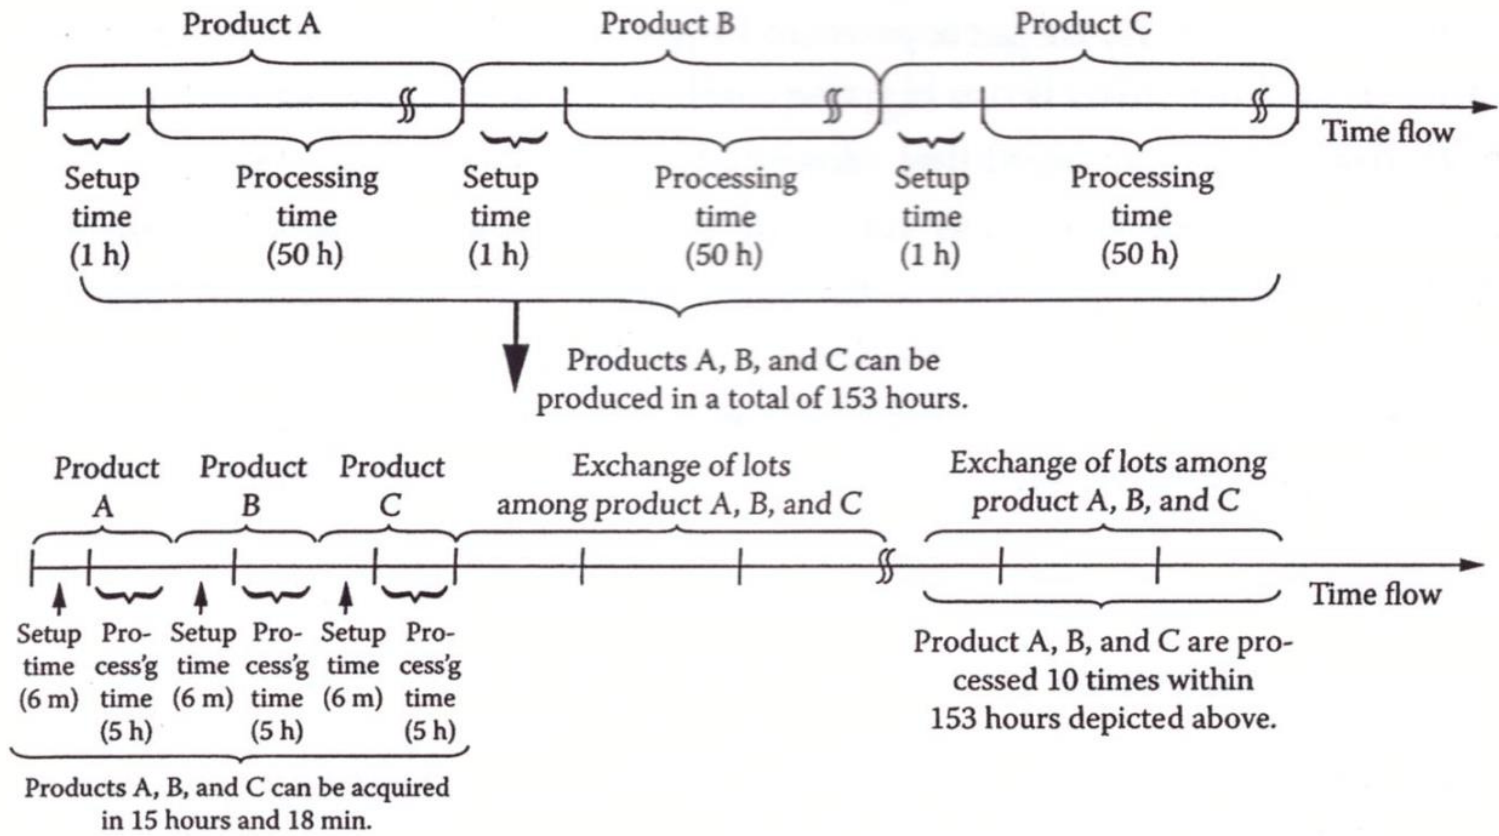 Product A
Product B
Product C
Time flow
Setup
time
(1 h)
Processing
time
(50 h)
Setup
time
(1 h)
Processing
time
(50 h)
Setup
time
(1 h)
Processing
time
(50 h)
Products A, B, and C can be
produced in a total of 153 hours.
Product
A
Product
B
Product
C
Exchange of lots
among product A, B, and C
Exchange of lots among
product A, B, and C
Time flow
Setup
time
(6 m)
Pro-
cess'g
time
(5 h)
Setup
time
(6 m)
Pro-
cess'g
time
(5 h)
Setup
time
(6 m)
Pro-
cess'g
time
(5 h)
Product A, B, and C are pro-
cessed 10 times within
153 hours depicted above.
Products A, B, and C can be acquired
in 15 hours and 18 min.